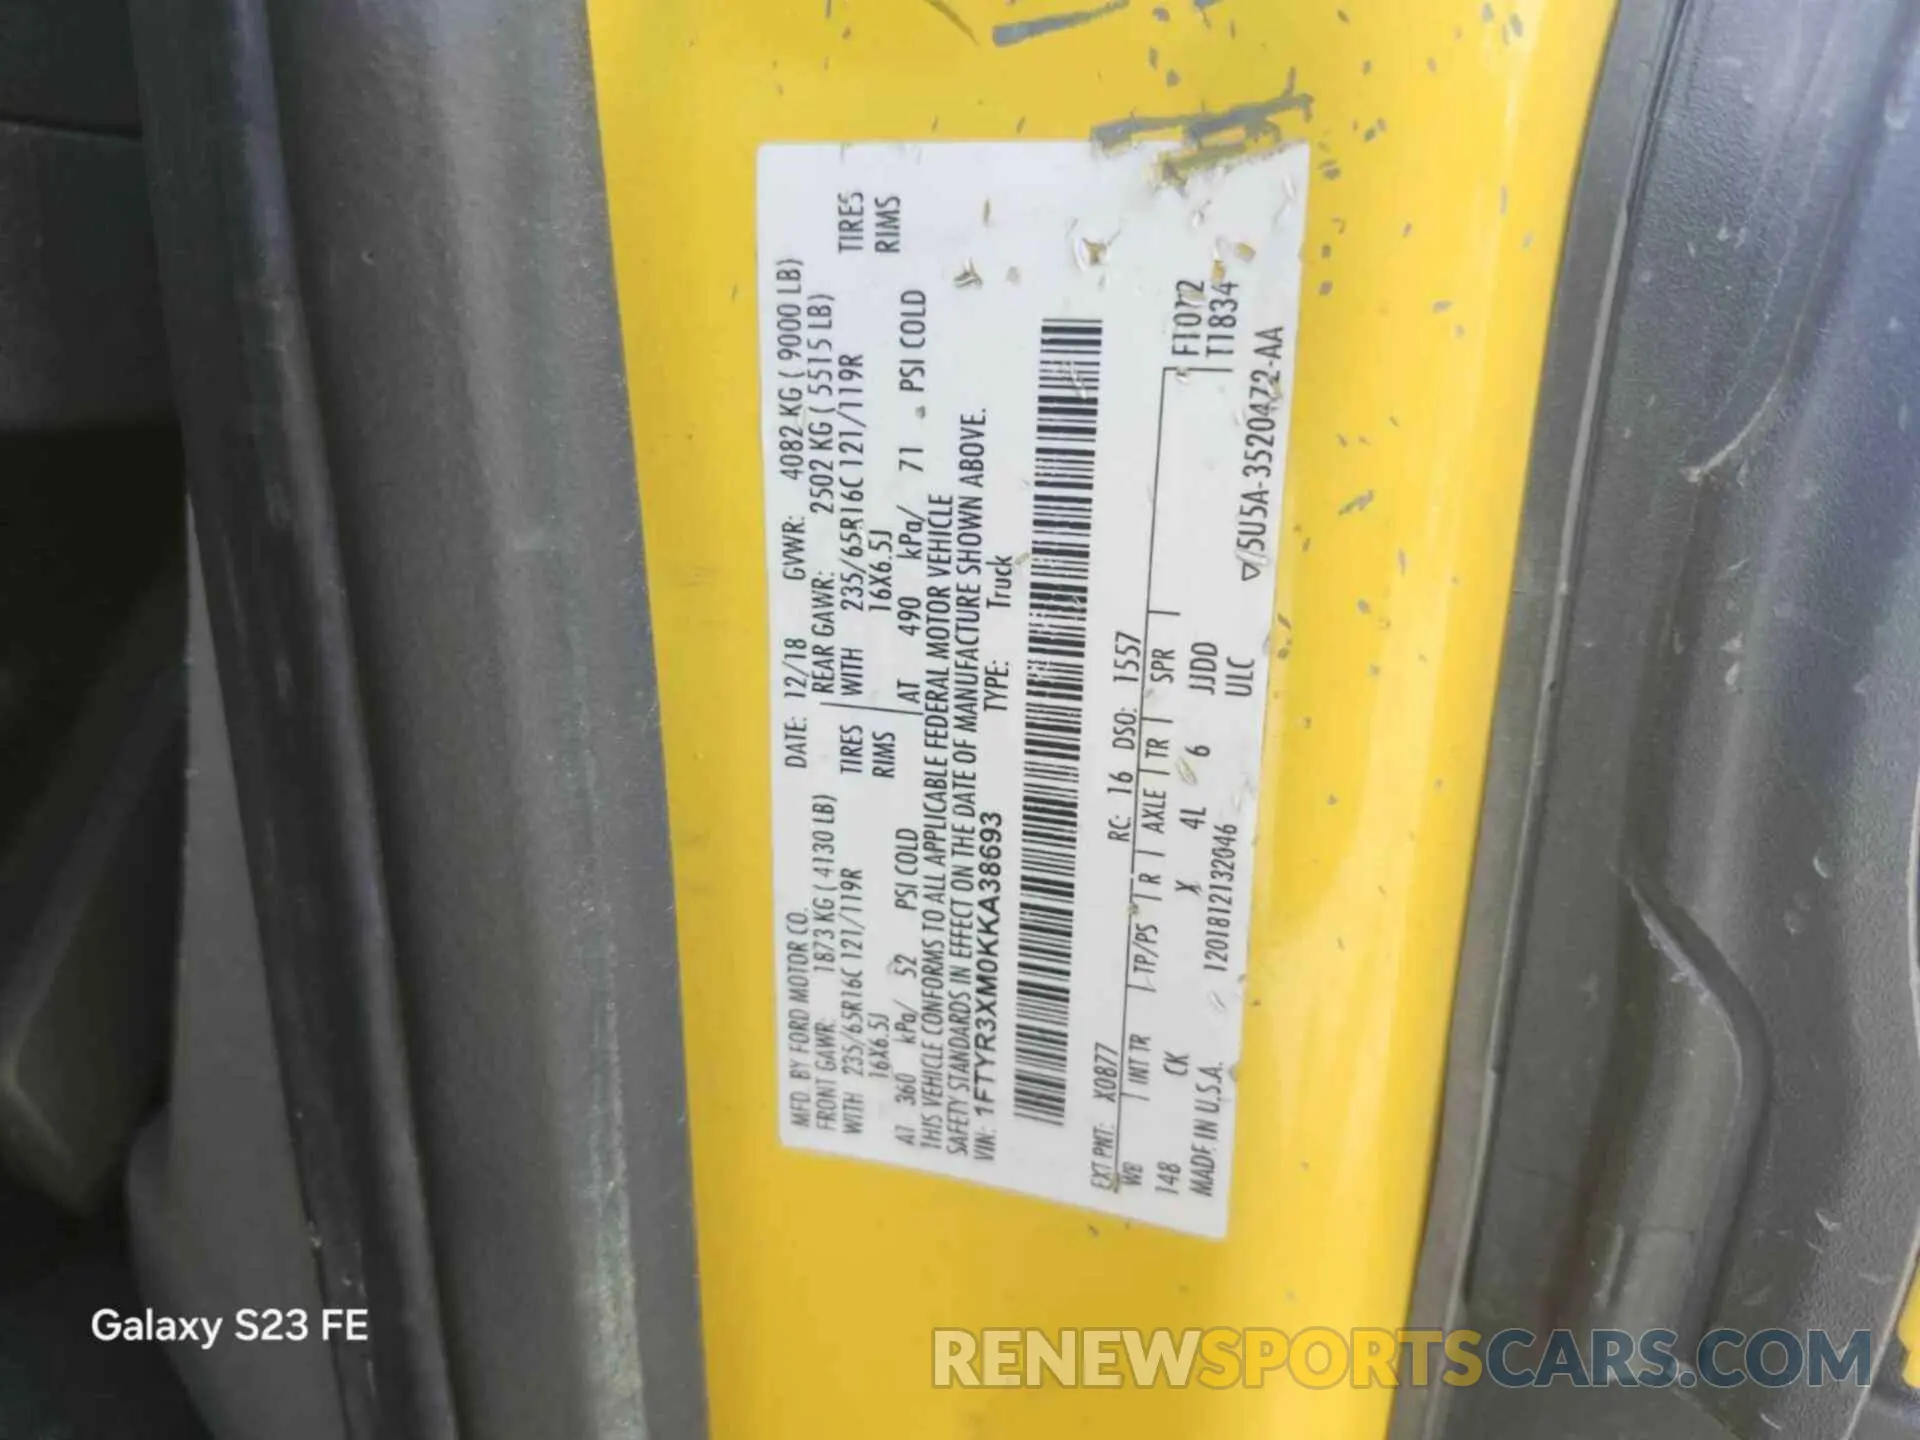 MFD. BY FORD MOTOR CO. DATE: 12/18 GVWR: 4082 KG ( 9000 LB)
FRONT GAWR: 1873 KG ( 4130 LB) REAR GAWR: 2502 KG ( 5515 LB)
WITH 235/65R16C 121/119R TIRES WITH 235/65R16C 121/119R TIRES
16X6.5J RIMS 16X6.5J RIMS
AT 360 kPa/ 52 PSI COLD AT 490 kPa/ 71 PSI COLD
THIS VEHICLE CONFORMS TO ALL APPLICABLE FEDERAL MOTOR VEHICLE
SAFETY STANDARDS IN EFFECT ON THE DATE OF MANUFACTURE SHOWN ABOVE.
VIN: 1FTYR3XM0KKA38693 TYPE: Truck
EXT PNT: X0877 RC: 16 DSO: 1557
WB INT TR TP/PS R AXLE TR SPR FT072
148 CK X 4L 6 JJDD T1834
MADE IN U.S.A. 1201812132046 ULC
5U5A-3520472-AA
Galaxy S23 FE
RENEWSPORTSCARS.COM